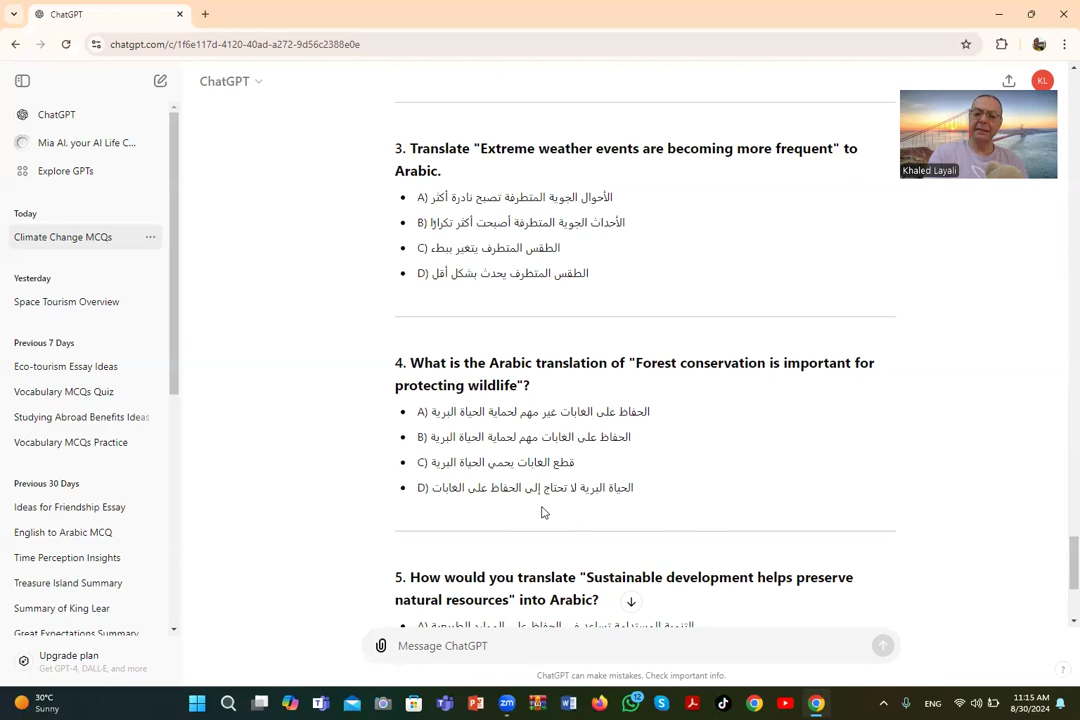 ChatGPT
chatgpt.com/c/1f6e117d-4120-40ad-a272-9d56c2388e0e
ChatGPT
KL
ChatGPT
Mia AI, your AI Life C...
Explore GPTs
Today
Climate Change MCQs
Yesterday
Space Tourism Overview
Previous 7 Days
Eco-tourism Essay Ideas
Vocabulary MCQs Quiz
Studying Abroad Benefits Ideas
Vocabulary MCQs Practice
Previous 30 Days
Ideas for Friendship Essay
English to Arabic MCQ
Time Perception Insights
Treasure Island Summary
Summary of King Lear
Great Expectations Summary
Upgrade plan
Get GPT-4, DALL-E, and more
Khaled Layali
3. Translate "Extreme weather events are becoming more frequent" to
Arabic.
A) الأحوال الجوية المتطرفة تصبح نادرة أكثر
B) الأحداث الجوية المتطرفة أصبحت أكثر تكرارًا
C) الطقس المتطرف يتغير ببطء
D) الطقس المتطرف يحدث بشكل أقل
4. What is the Arabic translation of "Forest conservation is important for
protecting wildlife"?
A) الحفاظ على الغابات غير مهم لحماية الحياة البرية
B) الحفاظ على الغابات مهم لحماية الحياة البرية
C) قطع الغابات يحمي الحياة البرية
D) الحياة البرية لا تحتاج إلى الحفاظ على الغابات
5. How would you translate "Sustainable development helps preserve
natural resources" into Arabic?
A) التنمية المستدامة تساعد في الحفاظ على الموارد الطبيعية
Message ChatGPT
ChatGPT can make mistakes. Check important info.
?
30°C
Sunny
12
ENG
11:15 AM
8/30/2024